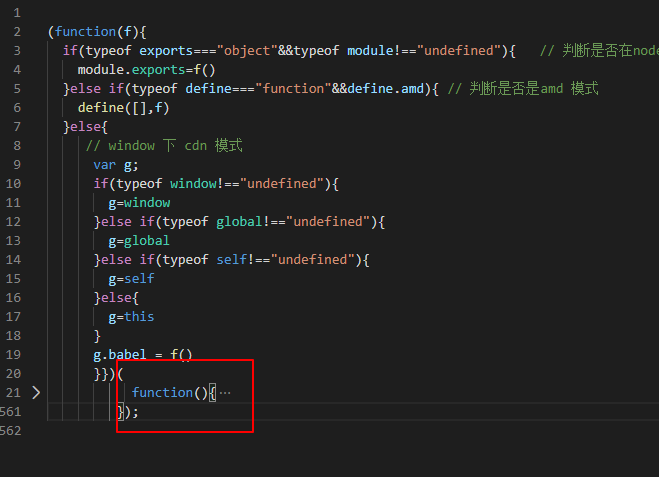 1
2 (function(f){
3 if(typeof exports==="object"&&typeof module!=="undefined"){ // 判断是否在node
4 module.exports=f()
5 }else if(typeof define==="function"&&define.amd){ // 判断是否是amd 模式
6 define([],f)
7 }else{
8 // window 下 cdn 模式
9 var g;
10 if(typeof window!=="undefined"){
11 g=window
12 }else if(typeof global!=="undefined"){
13 g=global
14 }else if(typeof self!=="undefined"){
15 g=self
16 }else{
17 g=this
18 }
19 g.babel = f()
20 }})(
21 function(){…
561 });
562